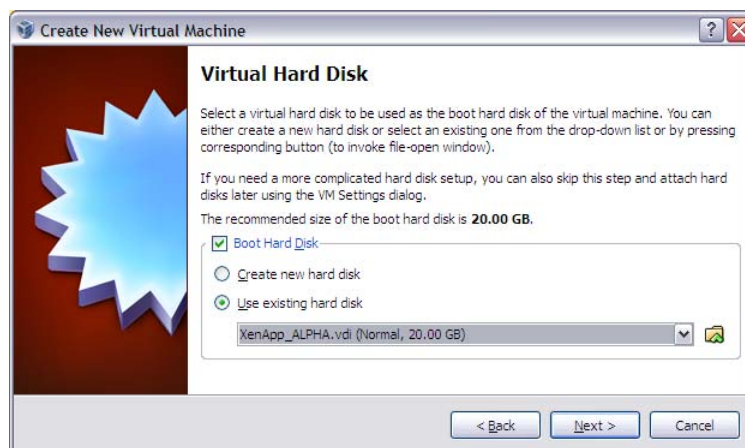 Create New Virtual Machine
Virtual Hard Disk
Select a virtual hard disk to be used as the boot hard disk of the virtual machine. You can
either create a new hard disk or select an existing one from the drop-down list or by pressing
corresponding button (to invoke file-open window).
If you need a more complicated hard disk setup, you can also skip this step and attach hard
disks later using the VM Settings dialog.
The recommended size of the boot hard disk is 20.00 GB.
Boot Hard Disk
Create new hard disk
Use existing hard disk
XenApp_ALPHA.vdi (Normal, 20.00 GB)
< Back Next > Cancel